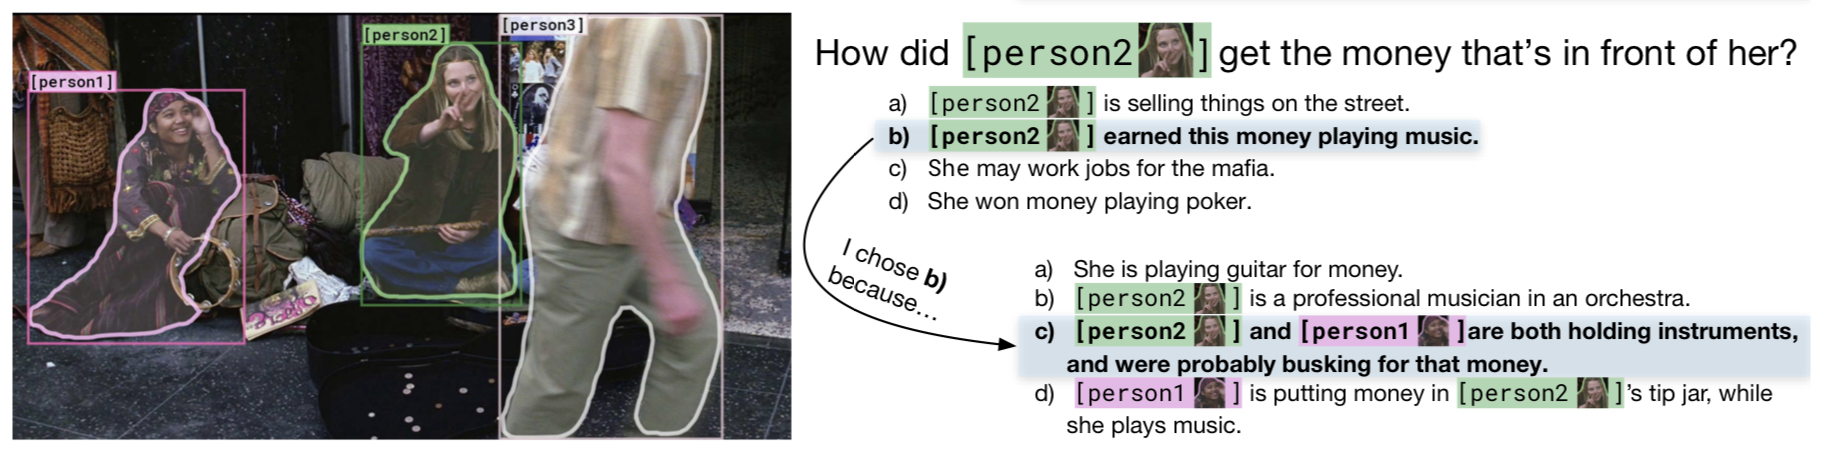 [person1]
[person2]
[person3]
How did [person2] get the money that's in front of her?
a) [person2] is selling things on the street.
b) [person2] earned this money playing music.
c) She may work jobs for the mafia.
d) She won money playing poker.
I chose b)
because...
a) She is playing guitar for money.
b) [person2] is a professional musician in an orchestra.
c) [person2] and [person1] are both holding instruments,
and were probably busking for that money.
d) [person1] is putting money in [person2]'s tip jar, while
she plays music.